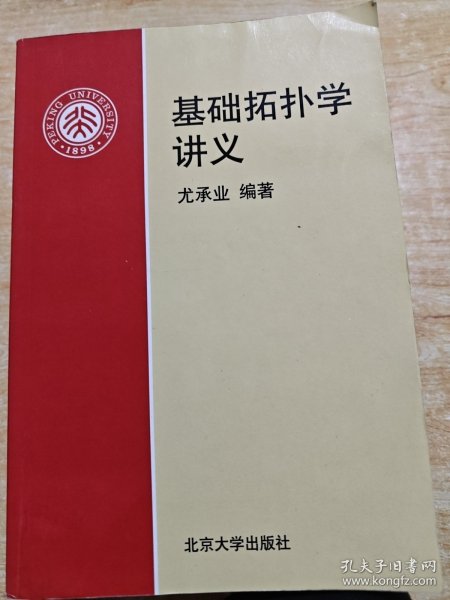 PEKING UNIVERSITY
·1898·
基础拓扑学
讲义
尤承业 编著
北京大学出版社
孔夫子旧书网
www.kongfz.com